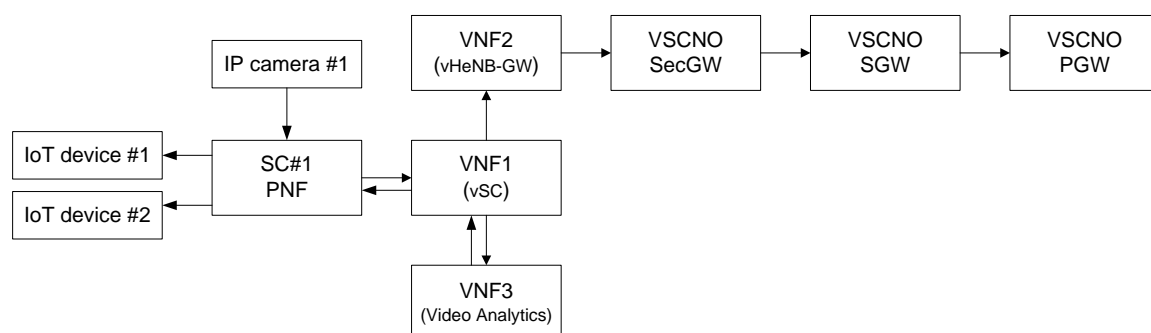 VNF2
(vHeNB-GW)
VSCNO
SecGW
VSCNO
SGW
VSCNO
PGW
IP camera #1
IoT device #1
SC#1
PNF
VNF1
(vSC)
IoT device #2
VNF3
(Video Analytics)